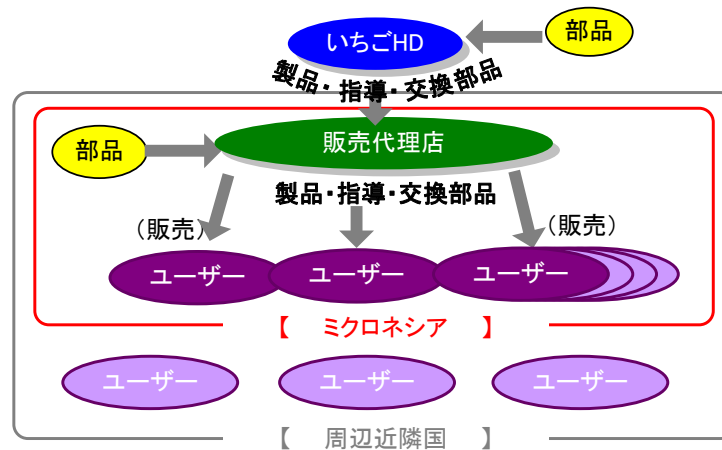 いちごHD
部品
製品・指導・交換部品
販売代理店
部品
製品・指導・交換部品
(販売)
(販売)
ユーザー
ユーザー
ユーザー
【 ミクロネシア 】
ユーザー
ユーザー
ユーザー
【 周辺近隣国 】